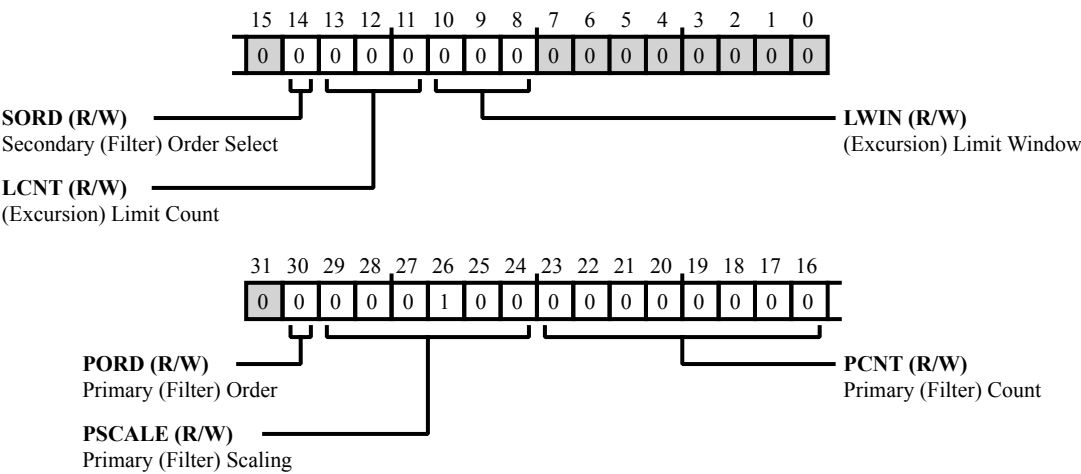 15 14 13 12 11 10 9 8 7 6 5 4 3 2 1 0
0 0 0 0 0 0 0 0 0 0 0 0 0 0 0 0
SORD (R/W)
Secondary (Filter) Order Select
LWIN (R/W)
(Excursion) Limit Window
LCNT (R/W)
(Excursion) Limit Count
31 30 29 28 27 26 25 24 23 22 21 20 19 18 17 16
0 0 0 0 0 1 0 0 0 0 0 0 0 0 0 0
PORD (R/W)
Primary (Filter) Order
PCNT (R/W)
Primary (Filter) Count
PSCALE (R/W)
Primary (Filter) Scaling